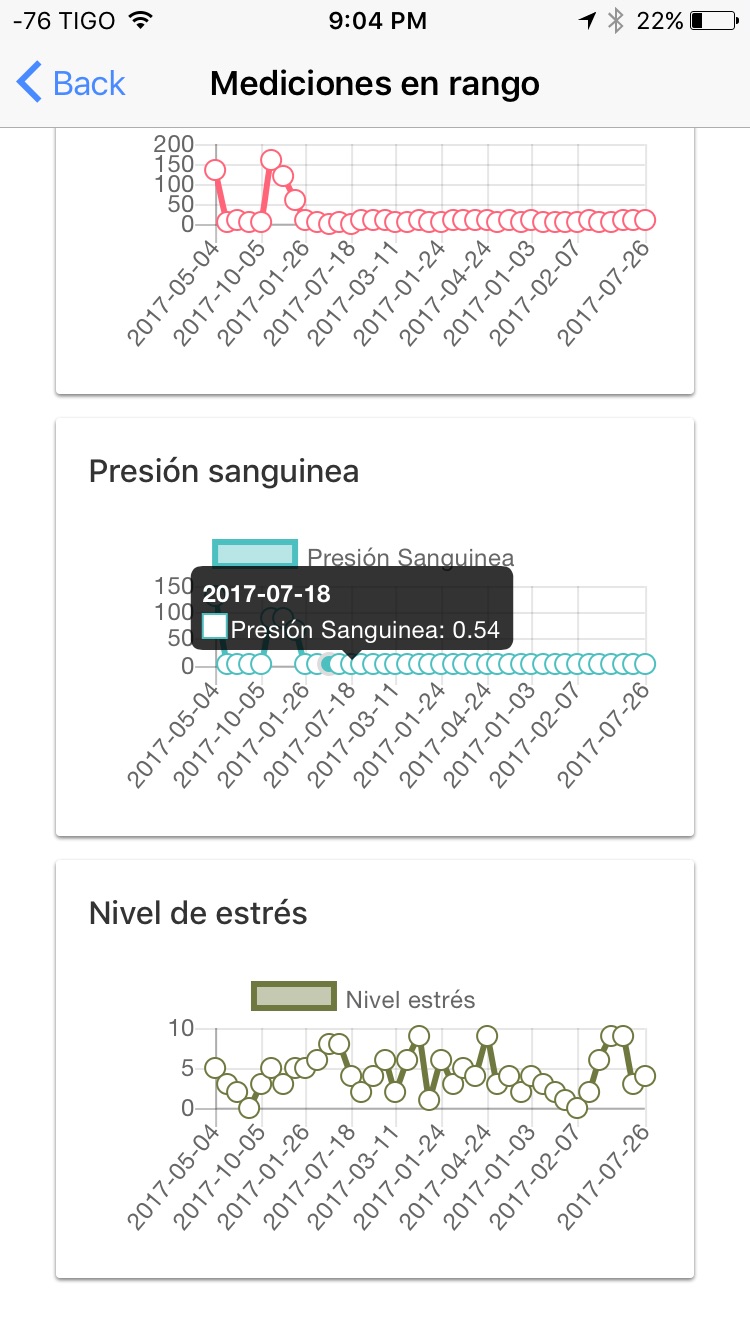 -76 TIGO 9:04 PM 22%
Back Mediciones en rango
200
150
100
50
0
2017-05-04 2017-10-05 2017-01-26 2017-07-18 2017-03-11 2017-01-24 2017-04-24 2017-01-03 2017-02-07 2017-07-26
Presión sanguinea
Presión Sanguinea
150
100
50
0
2017-07-18
Presión Sanguinea: 0.54
2017-05-04 2017-10-05 2017-01-26 2017-07-18 2017-03-11 2017-01-24 2017-04-24 2017-01-03 2017-02-07 2017-07-26
Nivel de estrés
Nivel estrés
10
5
0
2017-05-04 2017-10-05 2017-01-26 2017-07-18 2017-03-11 2017-01-24 2017-04-24 2017-01-03 2017-02-07 2017-07-26